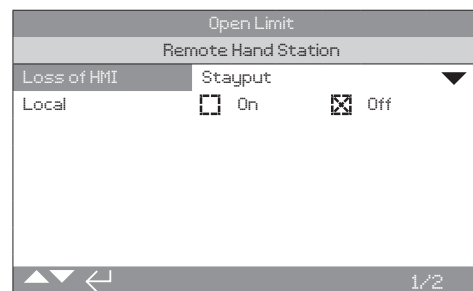 Open Limit
Remote Hand Station
Loss of HMI Stayput
Local On Off
1/2